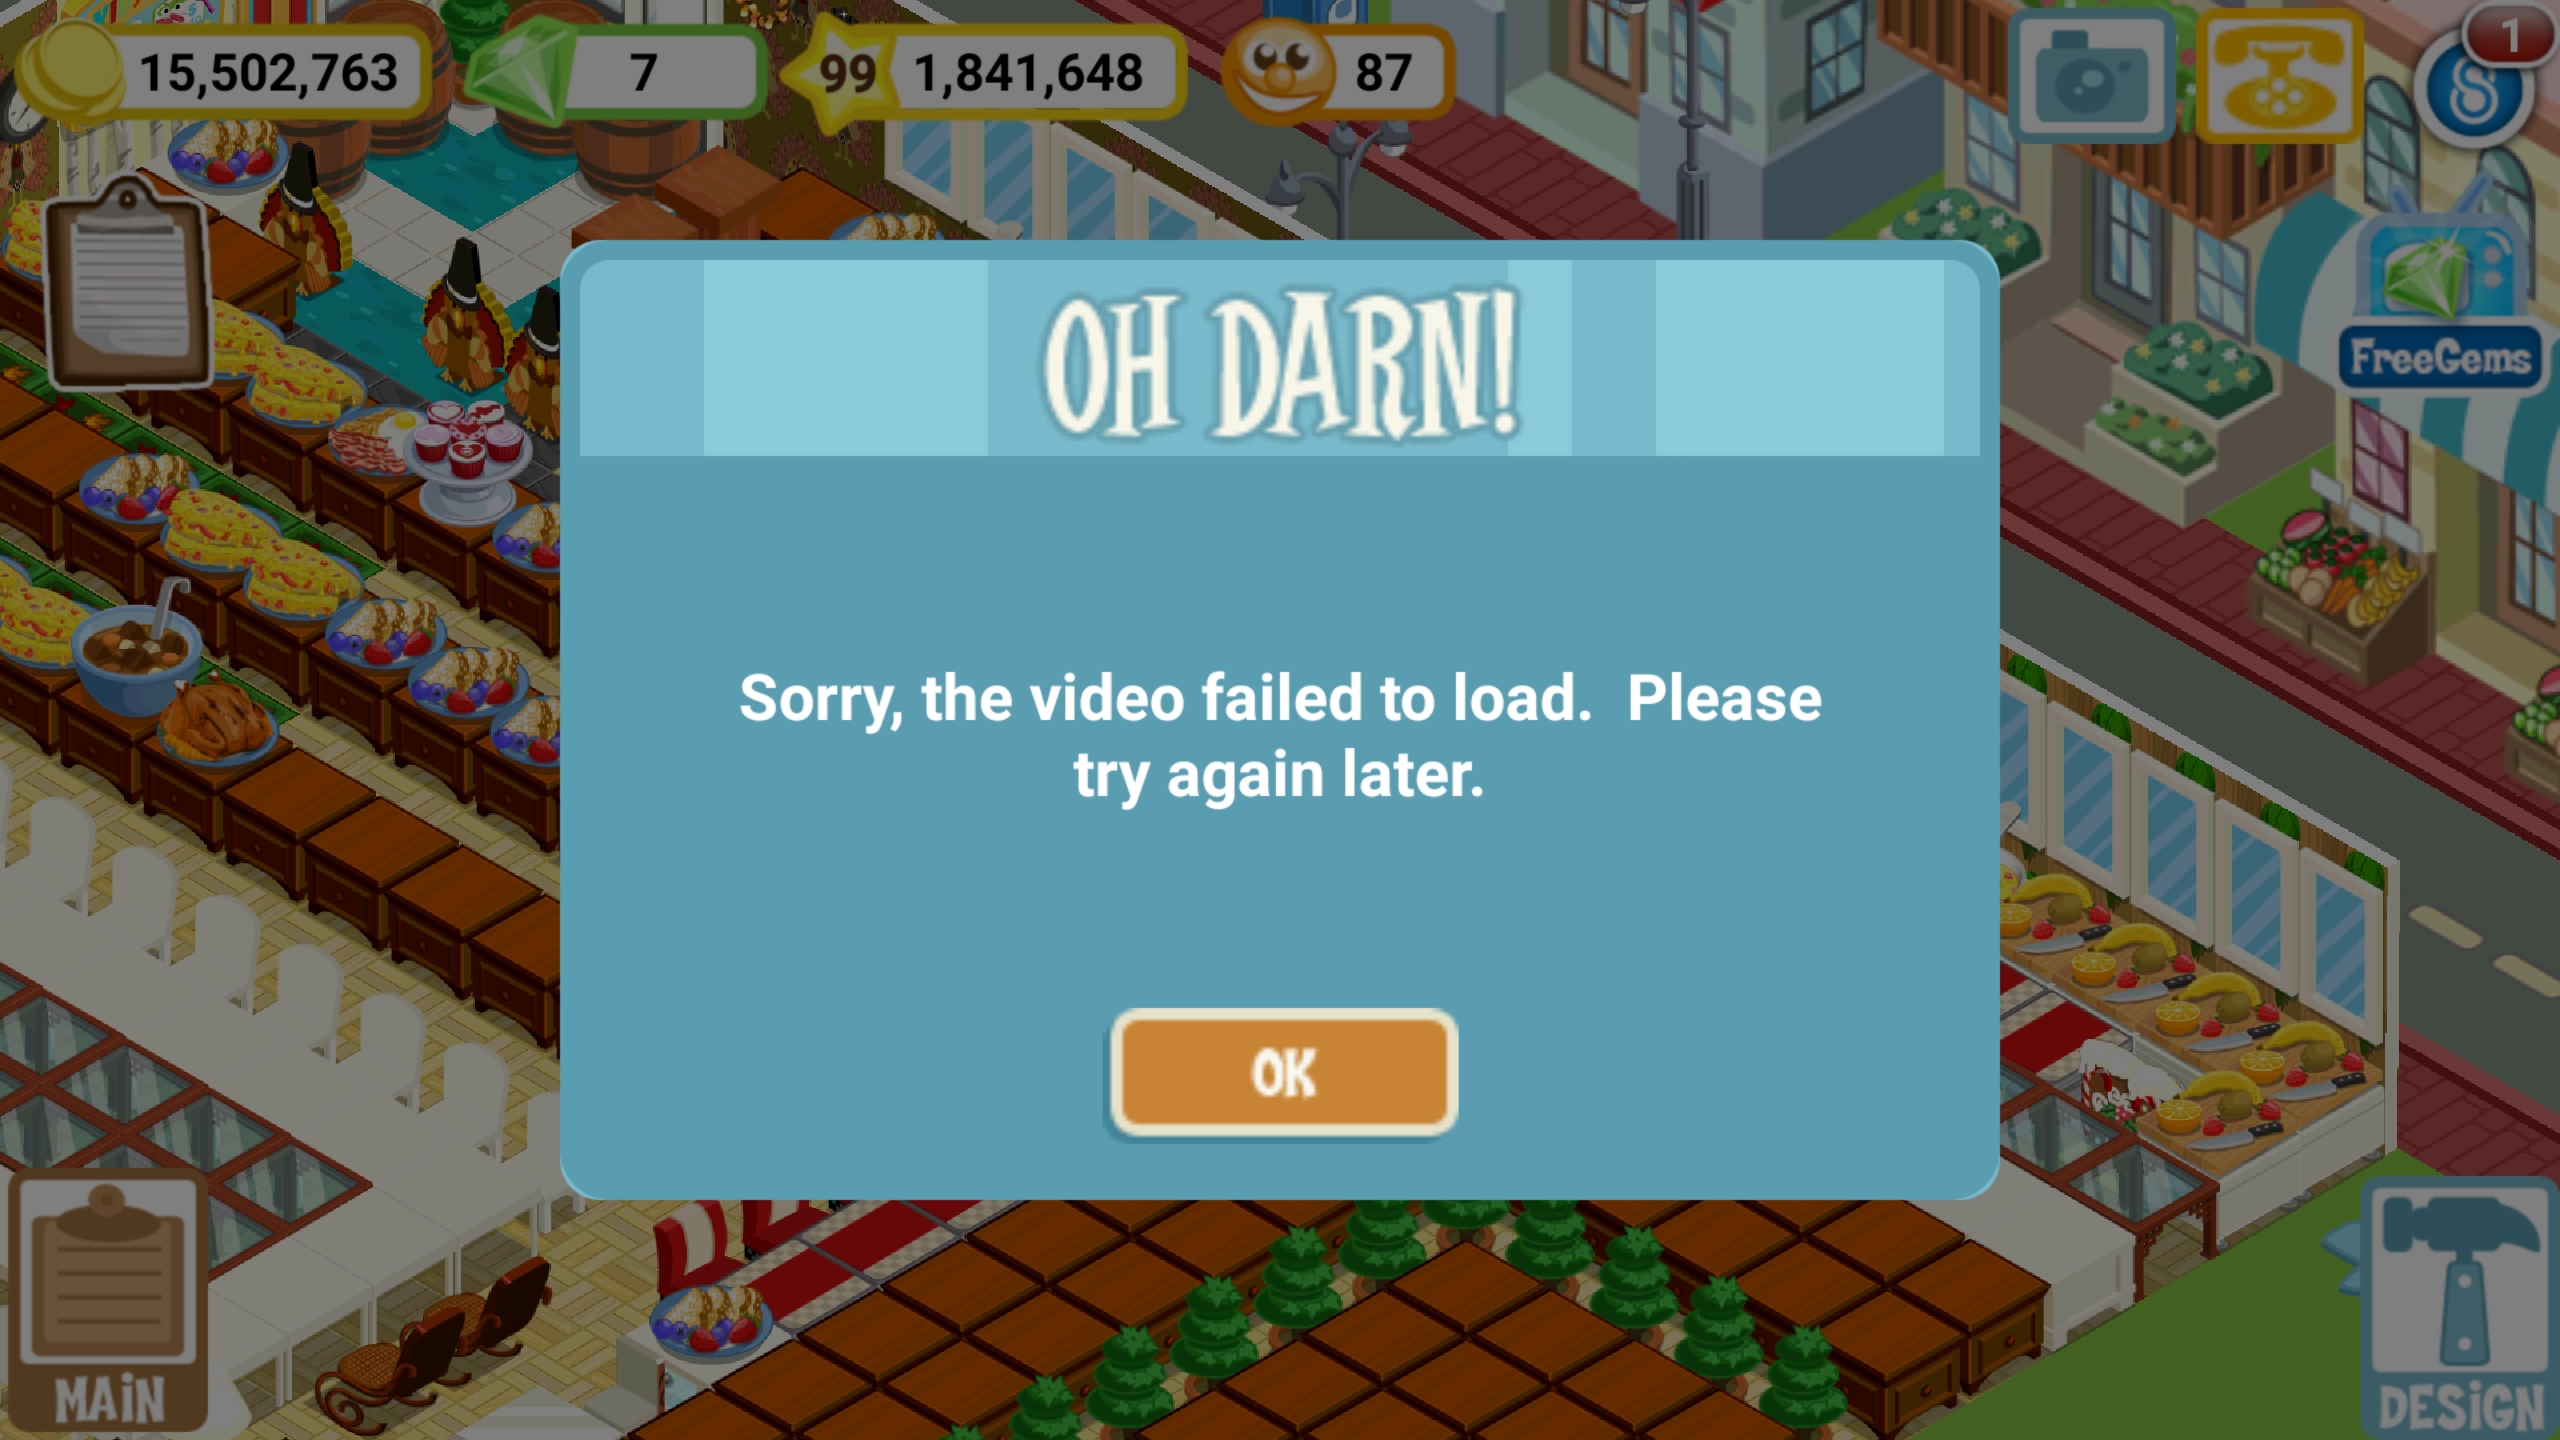 15,502,763
7
99
1,841,648
87
1
FreeGems
OH DARN!
Sorry, the video failed to load.  Please
try again later.
OK
MAiN
DESiGN